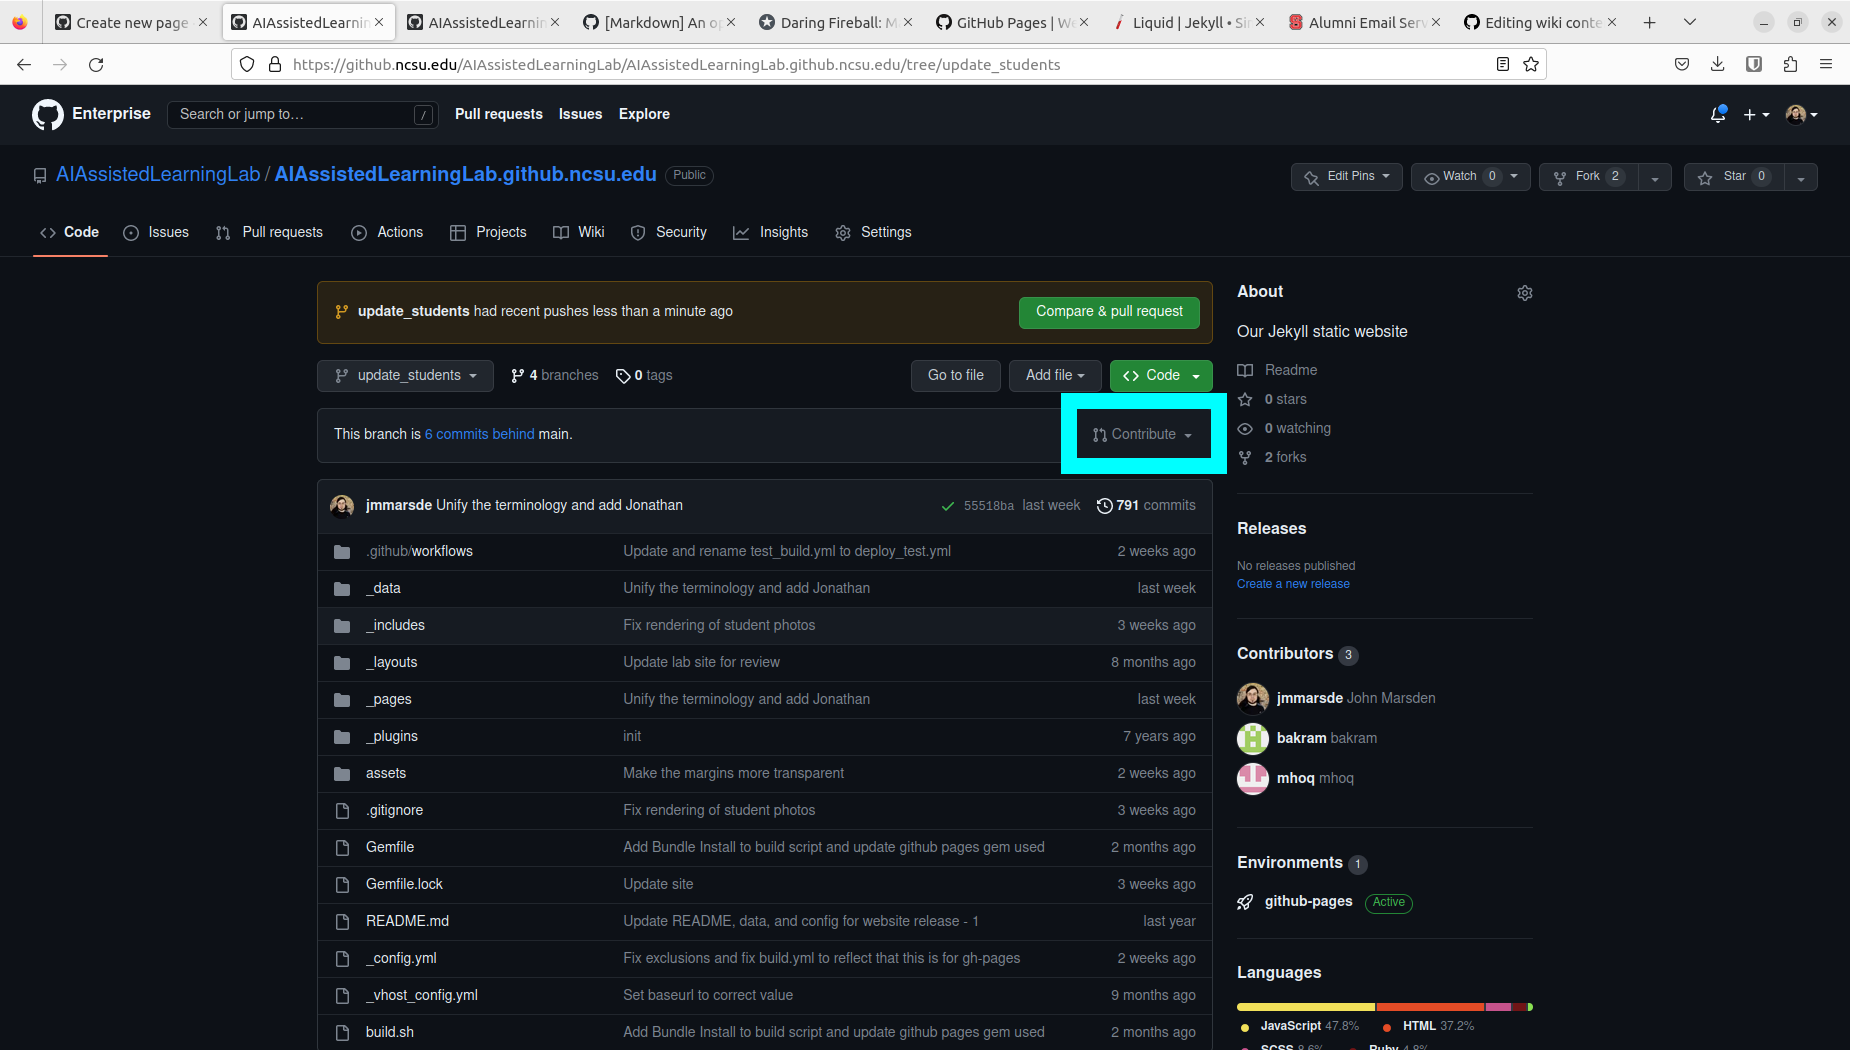 Create new page
AIAssistedLearnin
AIAssistedLearnin
[Markdown] An op
Daring Fireball: M
GitHub Pages | We
Liquid | Jekyll • Sim
Alumni Email Serv
Editing wiki conte
https://github.ncsu.edu/AIAssistedLearningLab/AIAssistedLearningLab.github.ncsu.edu/tree/update_students
Enterprise
Search or jump to…
/
Pull requests
Issues
Explore
AIAssistedLearningLab / AIAssistedLearningLab.github.ncsu.edu
Public
Edit Pins
Watch 0
Fork 2
Star 0
Code
Issues
Pull requests
Actions
Projects
Wiki
Security
Insights
Settings
update_students had recent pushes less than a minute ago
Compare & pull request
update_students
4 branches
0 tags
Go to file
Add file
Code
This branch is 6 commits behind main.
Contribute
jmmarsde Unify the terminology and add Jonathan
55518ba last week
791 commits
.github/workflows Update and rename test_build.yml to deploy_test.yml 2 weeks ago
_data Unify the terminology and add Jonathan last week
_includes Fix rendering of student photos 3 weeks ago
_layouts Update lab site for review 8 months ago
_pages Unify the terminology and add Jonathan last week
_plugins init 7 years ago
assets Make the margins more transparent 2 weeks ago
.gitignore Fix rendering of student photos 3 weeks ago
Gemfile Add Bundle Install to build script and update github pages gem used 2 months ago
Gemfile.lock Update site 3 weeks ago
README.md Update README, data, and config for website release - 1 last year
_config.yml Fix exclusions and fix build.yml to reflect that this is for gh-pages 2 weeks ago
_vhost_config.yml Set baseurl to correct value 9 months ago
build.sh Add Bundle Install to build script and update github pages gem used 2 months ago
About
Our Jekyll static website
Readme
0 stars
0 watching
2 forks
Releases
No releases published
Create a new release
Contributors 3
jmmarsde John Marsden
bakram bakram
mhoq mhoq
Environments 1
github-pages Active
Languages
JavaScript 47.8% HTML 37.2%
SCSS 8.6% Ruby 4.8%